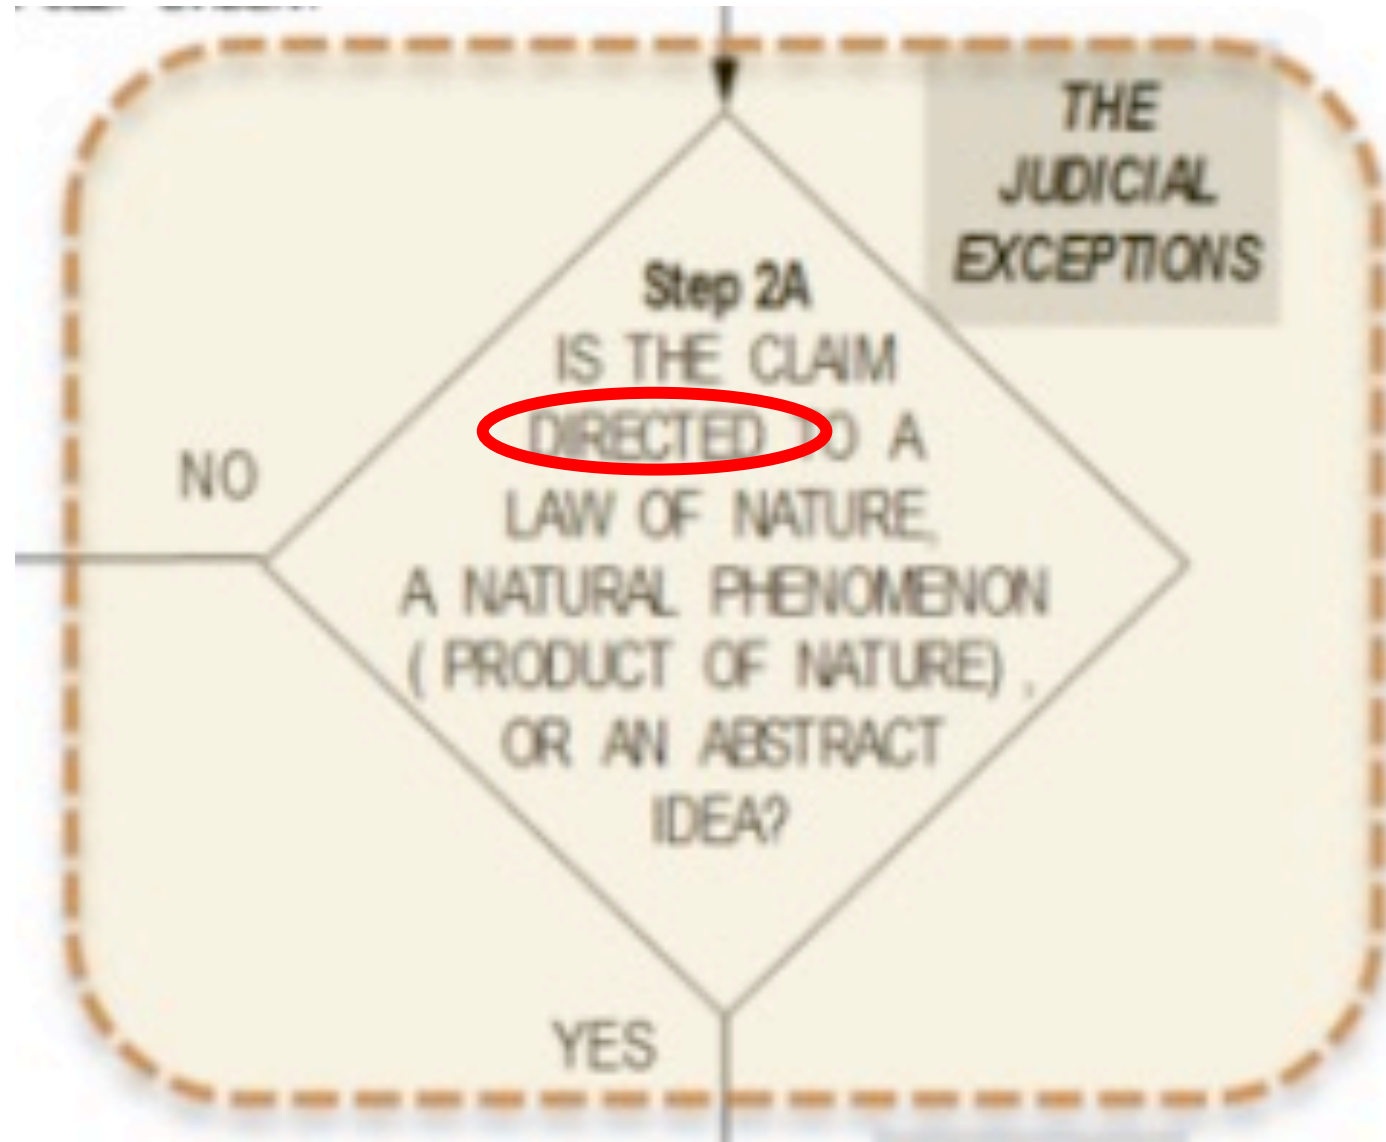 THE
JUDICIAL
EXCEPTIONS
Step 2A
IS THE CLAIM
DIRECTED TO A
LAW OF NATURE,
A NATURAL PHENOMENON
( PRODUCT OF NATURE) ,
OR AN ABSTRACT
IDEA?
NO
YES